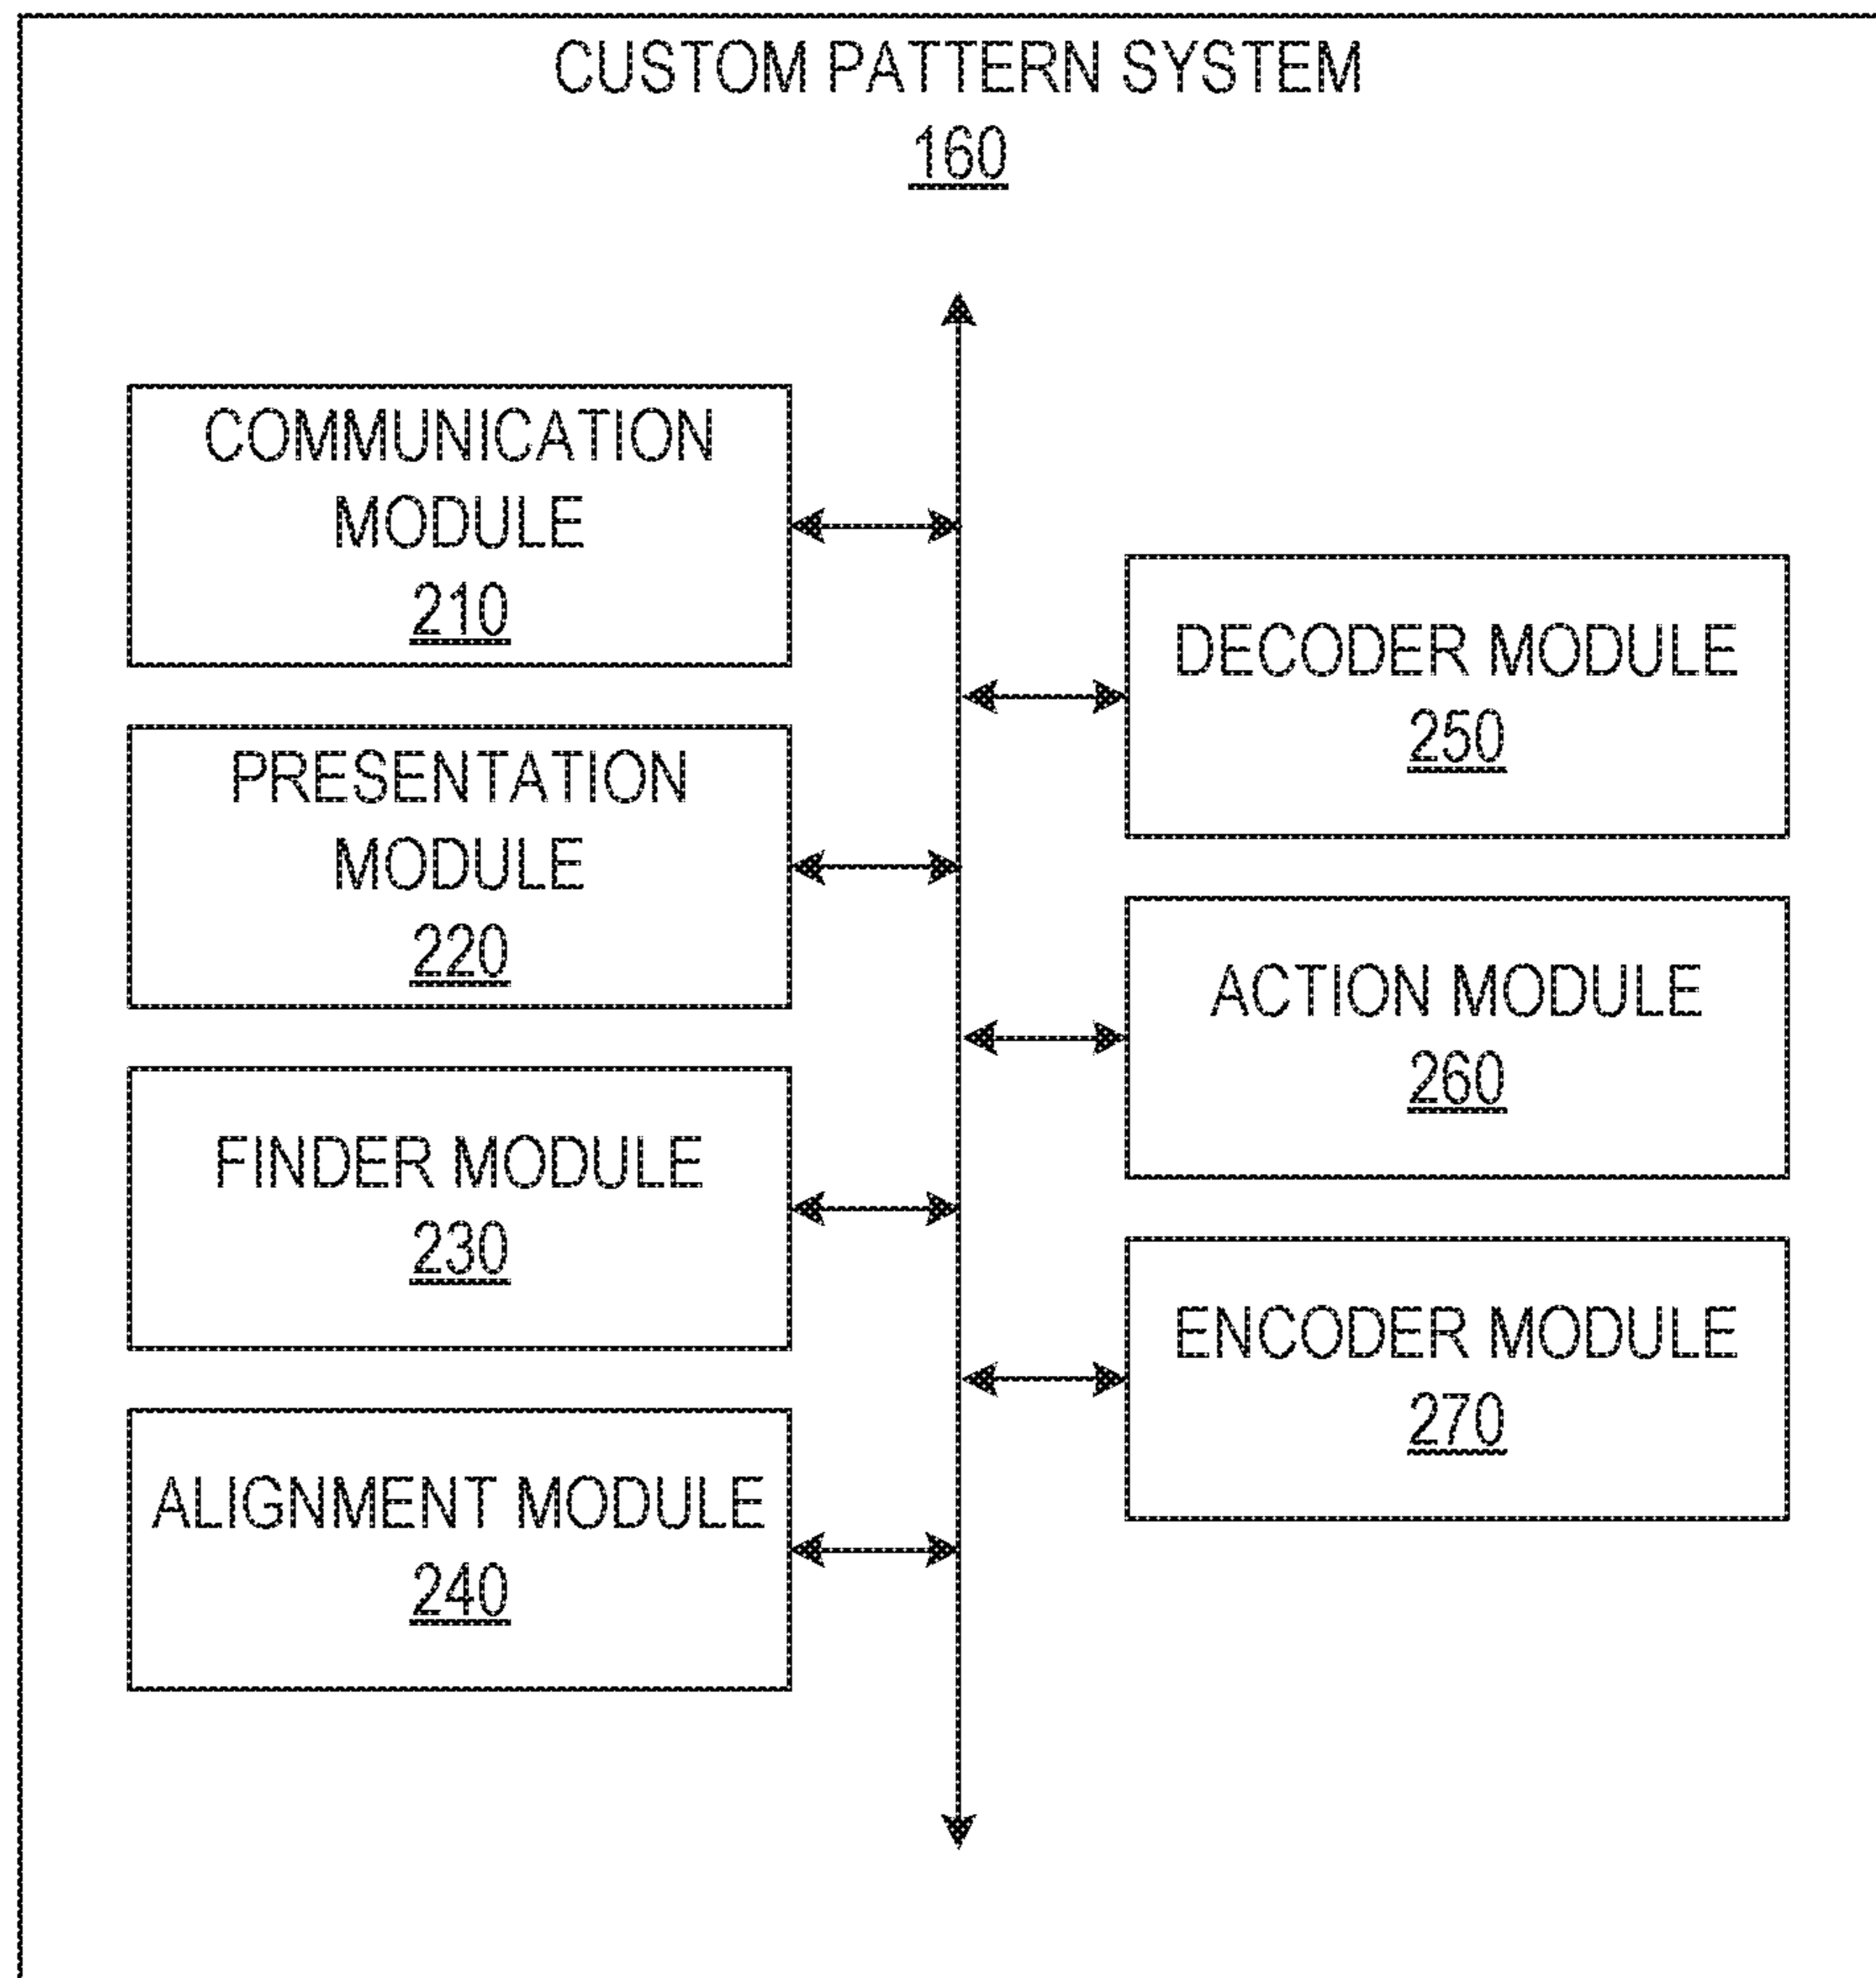 CUSTOM PATTERN SYSTEM
160
COMMUNICATION
MODULE
210
PRESENTATION
MODULE
220
FINDER MODULE
230
ALIGNMENT MODULE
240
DECODER MODULE
250
ACTION MODULE
260
ENCODER MODULE
270